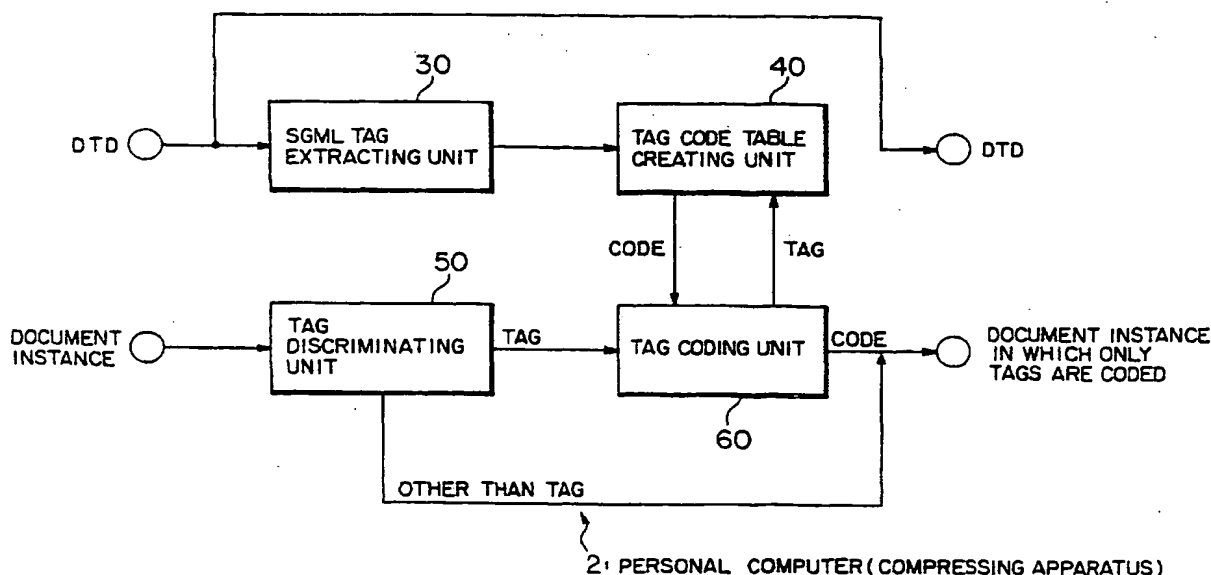 30
40
DTD
SGML TAG
EXTRACTING UNIT
TAG CODE TABLE
CREATING UNIT
DTD
CODE
TAG
50
DOCUMENT
INSTANCE
TAG
DISCRIMINATING
UNIT
TAG
TAG CODING UNIT
CODE
DOCUMENT INSTANCE
IN WHICH ONLY
TAGS ARE CODED
60
OTHER THAN TAG
2: PERSONAL COMPUTER (COMPRESSING APPARATUS)